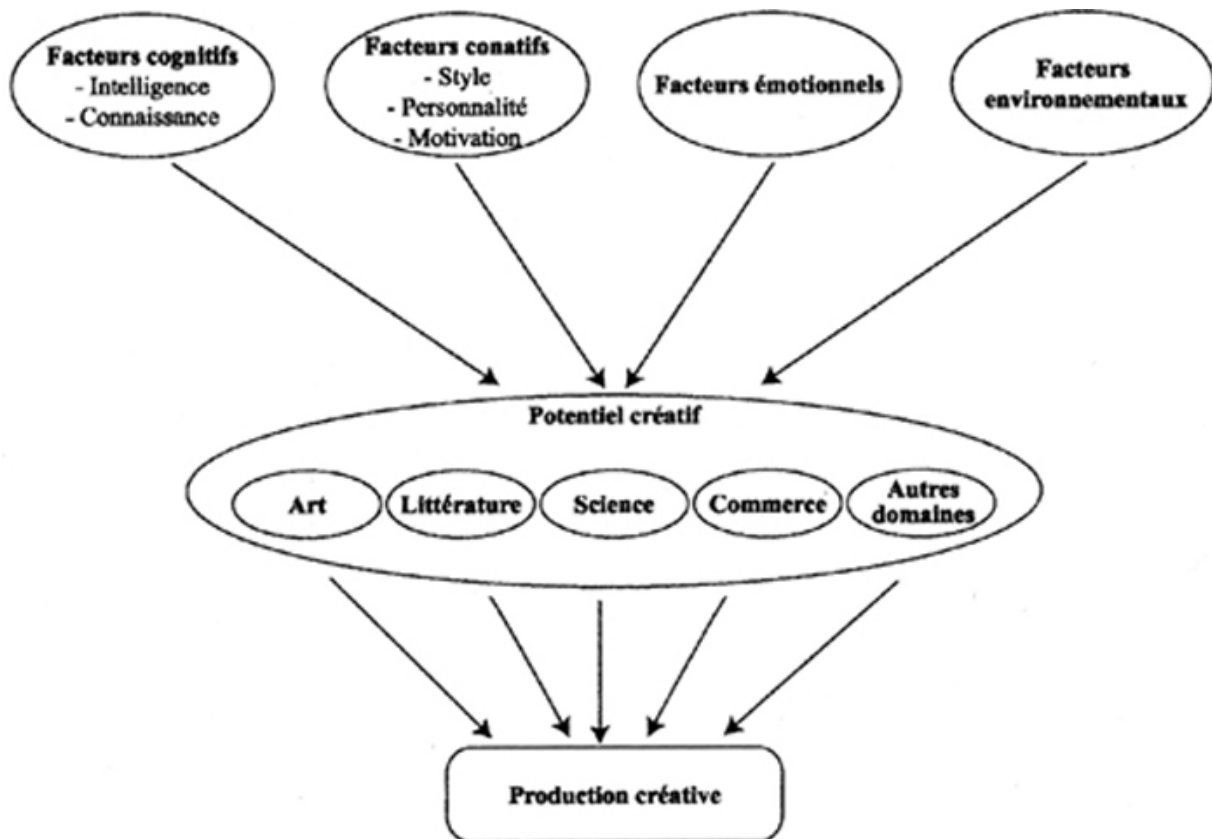 Facteurs cognitifs
- Intelligence
- Connaissance
Facteurs conatifs
- Style
- Personnalité
- Motivation
Facteurs émotionnels
Facteurs
environnementaux
Potentiel créatif
Art
Littérature
Science
Commerce
Autres
domaines
Production créative